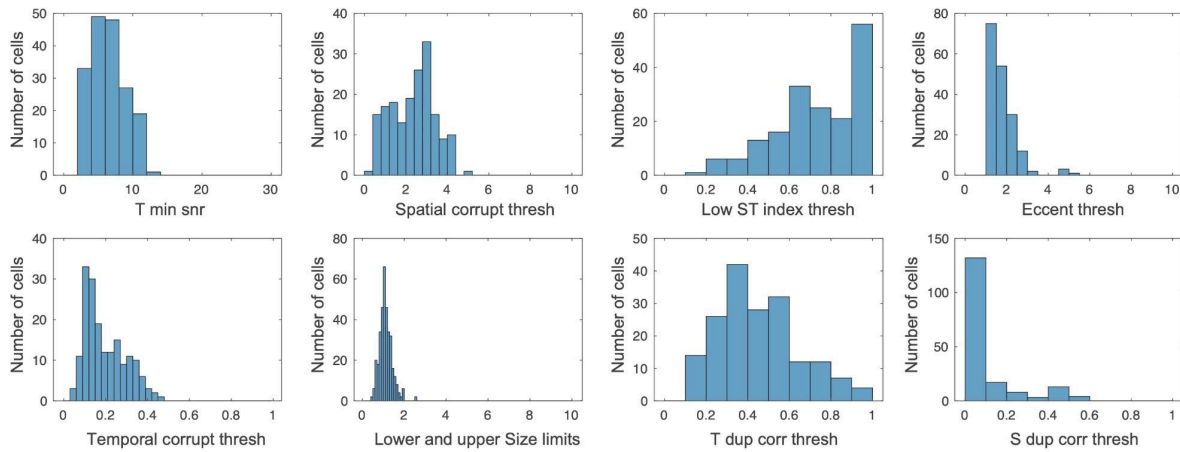 50
40
30
20
10
0
Number of cells
0 10 20 30
T min snr
40
30
20
10
0
Number of cells
0 2 4 6 8 10
Spatial corrupt thresh
60
40
20
0
Number of cells
0 0.2 0.4 0.6 0.8 1
Low ST index thresh
80
60
40
20
0
Number of cells
0 2 4 6 8 10
Eccent thresh
40
30
20
10
0
Number of cells
0 0.2 0.4 0.6 0.8 1
Temporal corrupt thresh
80
60
40
20
0
Number of cells
0 2 4 6 8 10
Lower and upper Size limits
50
40
30
20
10
0
Number of cells
0 0.2 0.4 0.6 0.8 1
T dup corr thresh
150
100
50
0
Number of cells
0 0.2 0.4 0.6 0.8 1
S dup corr thresh